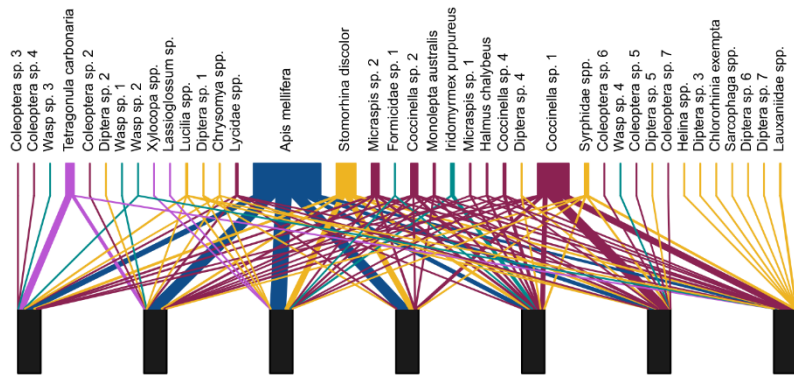 Coleoptera sp. 3
Coleoptera sp. 4
Wasp sp. 3
Tetragonula carbonaria
Coleoptera sp. 2
Diptera sp. 2
Wasp sp. 1
Wasp sp. 2
Xylocopa spp.
Lassioglossum sp.
Lucilia spp.
Diptera sp. 1
Chrysomya spp.
Lycidae spp.
Apis mellifera
Stomorhina discolor
Micraspis sp. 2
Formicidae sp. 1
Coccinella sp. 2
Monolepta australis
Iridomyrmex purpureus
Micraspis sp. 1
Halmus chalybeus
Coccinella sp. 4
Diptera sp. 4
Coccinella sp. 1
Syrphidae spp.
Coleoptera sp. 6
Wasp sp. 4
Coleoptera sp. 5
Diptera sp. 5
Coleoptera sp. 7
Helina spp.
Diptera sp. 3
Chlororhinia exempta
Sarcophaga spp.
Diptera sp. 6
Diptera sp. 7
Lauxaniidae spp.